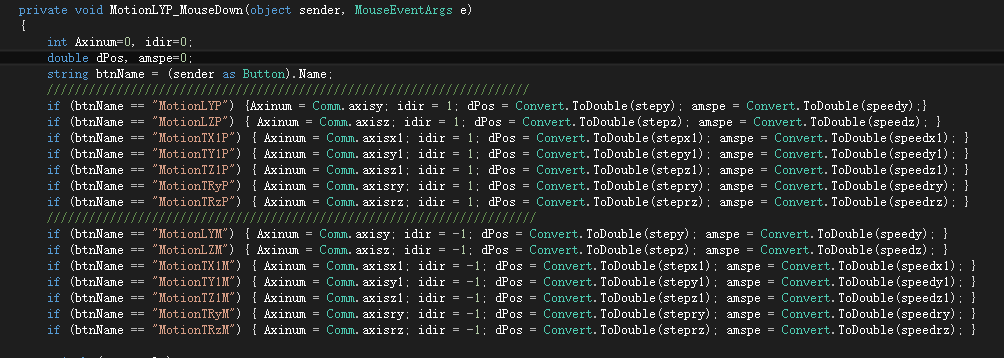 private void MotionLYP_MouseDown(object sender, MouseEventArgs e)
{
int Axinum=0, idir=0;
double dPos, amspe=0;
string btnName = (sender as Button).Name;
/////////////////////////////////////////////////////////////////////
if (btnName == "MotionLYP") {Axinum = Comm.axisy; idir = 1; dPos = Convert.ToDouble(stepy); amspe = Convert.ToDouble(speedy);}
if (btnName == "MotionLZP") { Axinum = Comm.axisz; idir = 1; dPos = Convert.ToDouble(stepz); amspe = Convert.ToDouble(speedz); }
if (btnName == "MotionTX1P") { Axinum = Comm.axisx1; idir = 1; dPos = Convert.ToDouble(stepx1); amspe = Convert.ToDouble(speedx1); }
if (btnName == "MotionTY1P") { Axinum = Comm.axisy1; idir = 1; dPos = Convert.ToDouble(stepy1); amspe = Convert.ToDouble(speedy1); }
if (btnName == "MotionTZ1P") { Axinum = Comm.axisz1; idir = 1; dPos = Convert.ToDouble(stepz1); amspe = Convert.ToDouble(speedz1); }
if (btnName == "MotionTRyP") { Axinum = Comm.axisry; idir = 1; dPos = Convert.ToDouble(stepry); amspe = Convert.ToDouble(speedry); }
if (btnName == "MotionTRzP") { Axinum = Comm.axisrz; idir = 1; dPos = Convert.ToDouble(steprz); amspe = Convert.ToDouble(speedrz); }
//////////////////////////////////////////////////////////////////////
if (btnName == "MotionLYM") { Axinum = Comm.axisy; idir = -1; dPos = Convert.ToDouble(stepy); amspe = Convert.ToDouble(speedy); }
if (btnName == "MotionLZM") { Axinum = Comm.axisz; idir = -1; dPos = Convert.ToDouble(stepz); amspe = Convert.ToDouble(speedz); }
if (btnName == "MotionTX1M") { Axinum = Comm.axisx1; idir = -1; dPos = Convert.ToDouble(stepx1); amspe = Convert.ToDouble(speedx1); }
if (btnName == "MotionTY1M") { Axinum = Comm.axisy1; idir = -1; dPos = Convert.ToDouble(stepy1); amspe = Convert.ToDouble(speedy1); }
if (btnName == "MotionTZ1M") { Axinum = Comm.axisz1; idir = -1; dPos = Convert.ToDouble(stepz1); amspe = Convert.ToDouble(speedz1); }
if (btnName == "MotionTRyM") { Axinum = Comm.axisry; idir = -1; dPos = Convert.ToDouble(stepry); amspe = Convert.ToDouble(speedry); }
if (btnName == "MotionTRzM") { Axinum = Comm.axisrz; idir = -1; dPos = Convert.ToDouble(steprz); amspe = Convert.ToDouble(speedrz); }